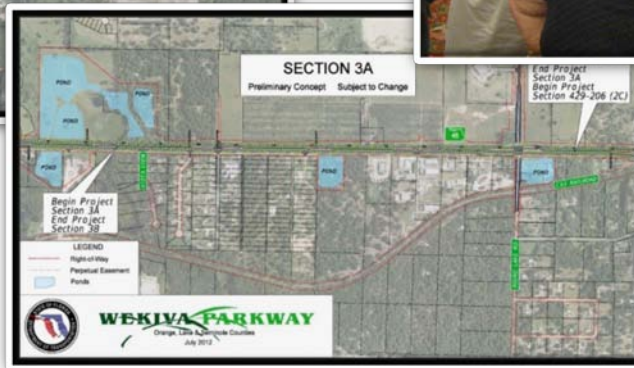 SECTION 3A
Preliminary Concept Subject to Change
End Project
Section 3A
Begin Project
Section 429-206 (2C)
POND
POND
POND
46
POND
POND
POND
Begin Project
Section 3A
End Project
Section 3B
LEGEND
Right-of-Way
Perpetual Easement
Ponds
WEKIVA PARKWAY
Orange, Lake & Seminole Counties
July 2012